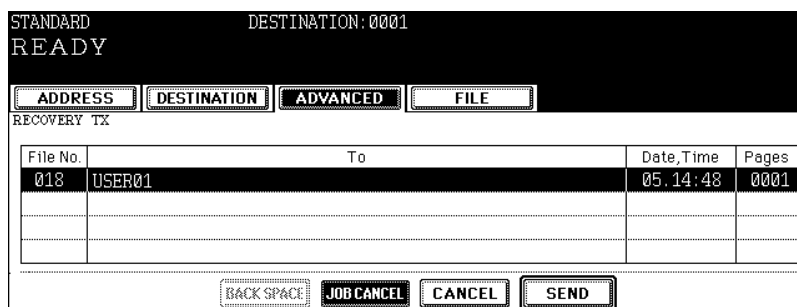 STANDARD DESTINATION:0001
READY
ADDRESS DESTINATION ADVANCED FILE
RECOVERY TX
File No. To Date,Time Pages
018 USER01 05.14:48 0001
BACK SPACE JOB CANCEL CANCEL SEND